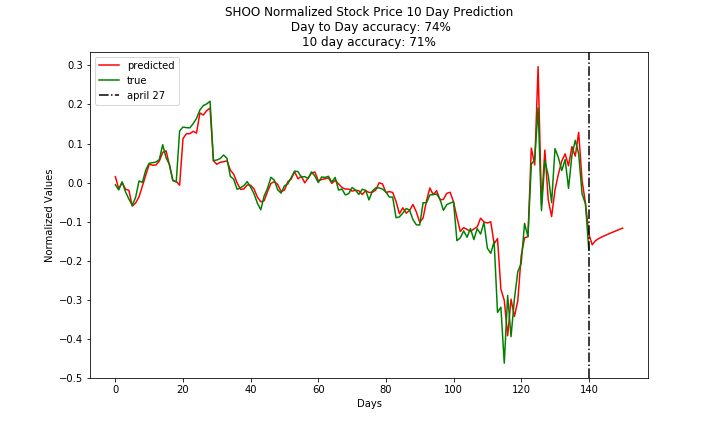 SHOO Normalized Stock Price 10 Day Prediction
Day to Day accuracy: 74%
10 day accuracy: 71%
predicted
true
april 27
Normalized Values
0.3
0.2
0.1
0.0
−0.1
−0.2
−0.3
−0.4
−0.5
0 20 40 60 80 100 120 140
Days